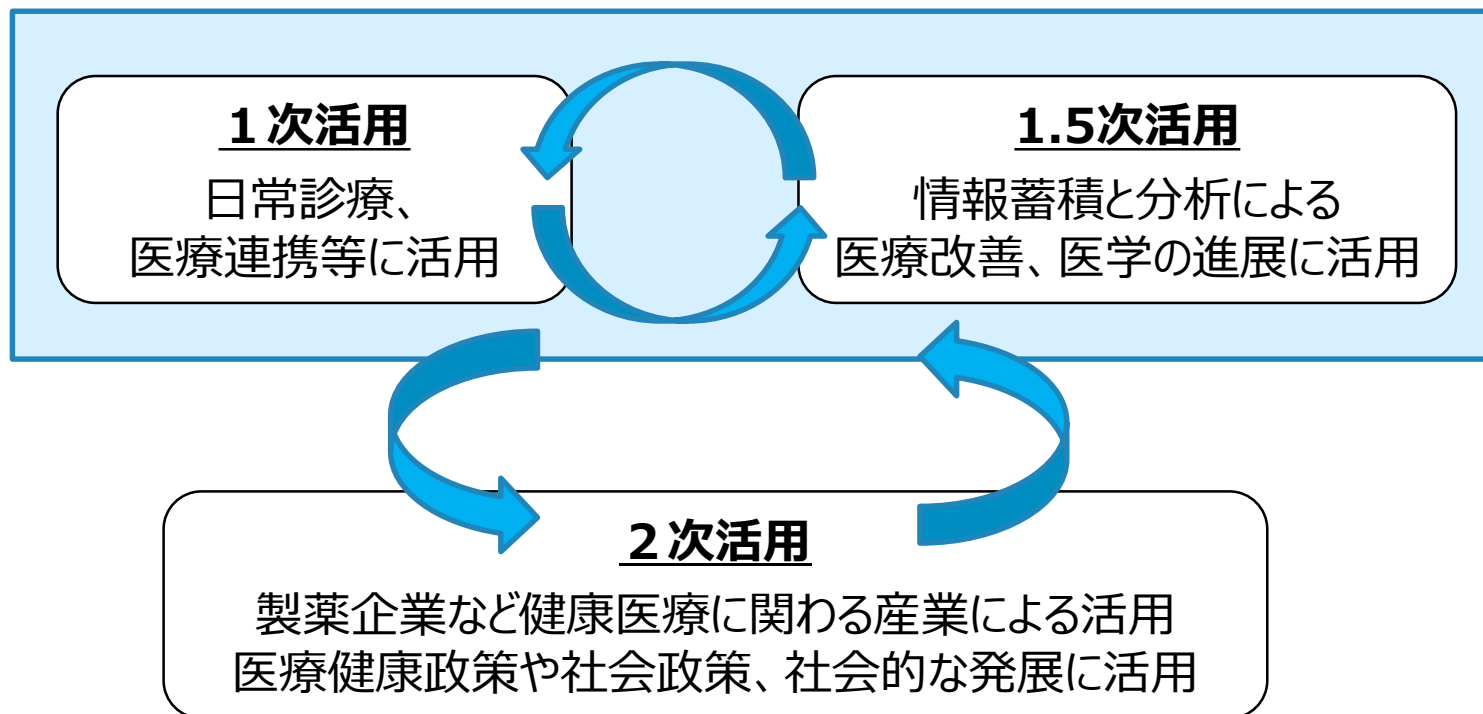 １次活用
日常診療、
医療連携等に活用
1.5次活用
情報蓄積と分析による
医療改善、医学の進展に活用
２次活用
製薬企業など健康医療に関わる産業による活用
医療健康政策や社会政策、社会的な発展に活用